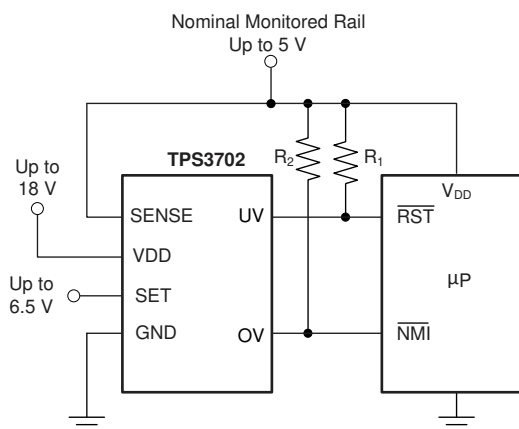 Nominal Monitored Rail
Up to 5 V
TPS3702
R2
R1
Up to
18 V
VDD
SENSE
UV
RST
VDD
SET
µP
Up to
6.5 V
GND
OV
NMI